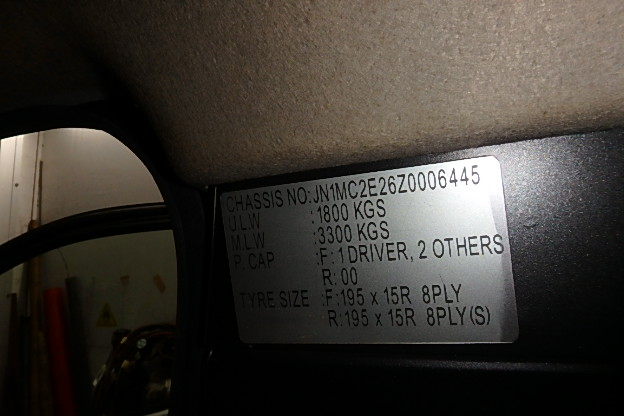 CHASSIS NO:JN1MC2E26Z0006445
U.L.W :1800 KGS
M.L.W :3300 KGS
P. CAP :F: 1 DRIVER, 2 OTHERS
R: 00
TYRE SIZE :F:195 x 15R 8PLY
R:195 x 15R 8PLY(S)